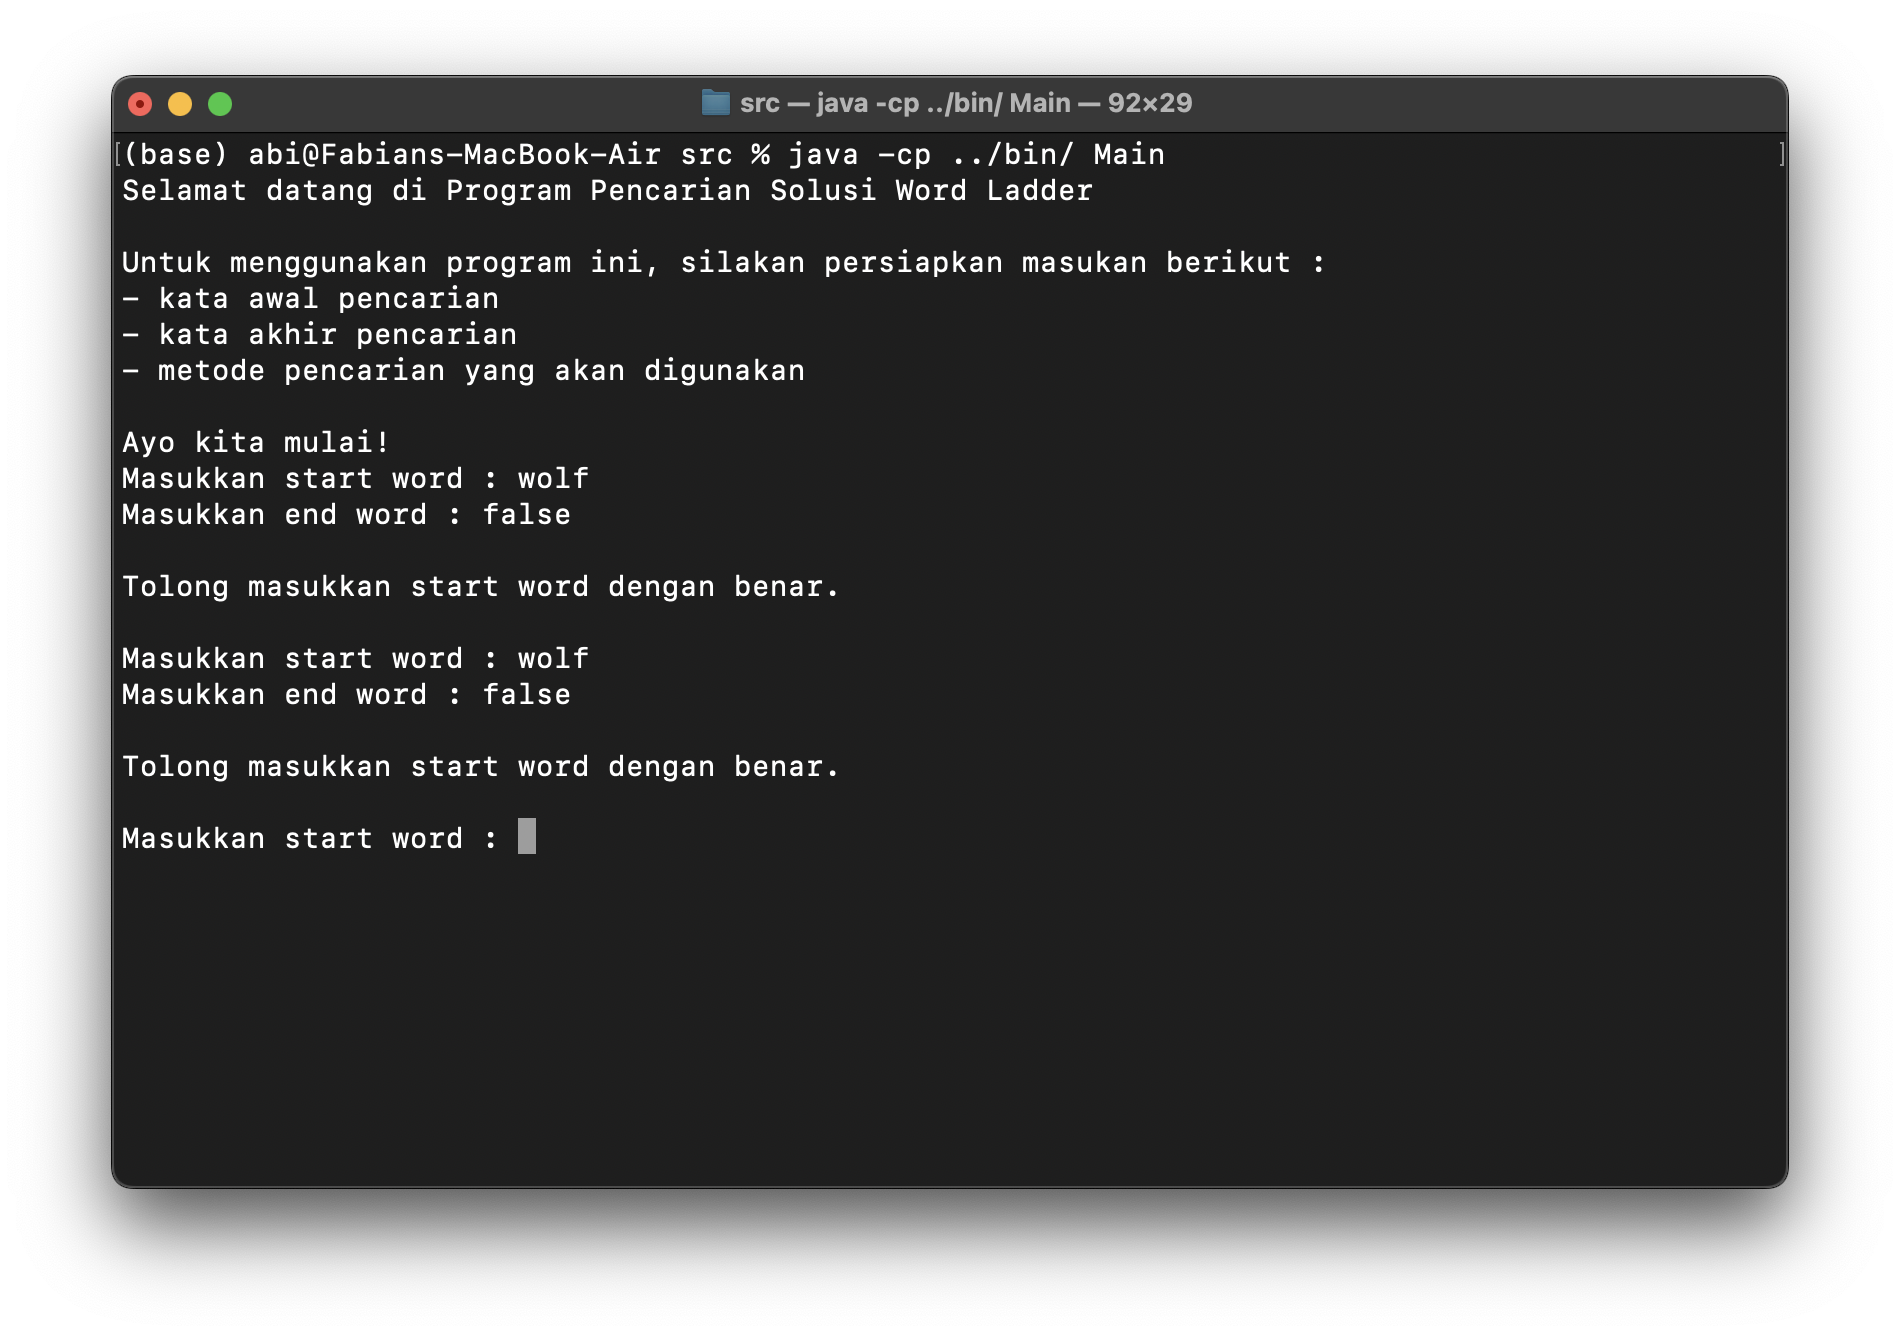 src — java -cp ../bin/ Main — 92×29
[(base) abi@Fabians-MacBook-Air src % java -cp ../bin/ Main ]
Selamat datang di Program Pencarian Solusi Word Ladder
Untuk menggunakan program ini, silakan persiapkan masukan berikut :
- kata awal pencarian
- kata akhir pencarian
- metode pencarian yang akan digunakan
Ayo kita mulai!
Masukkan start word : wolf
Masukkan end word : false
Tolong masukkan start word dengan benar.
Masukkan start word : wolf
Masukkan end word : false
Tolong masukkan start word dengan benar.
Masukkan start word :